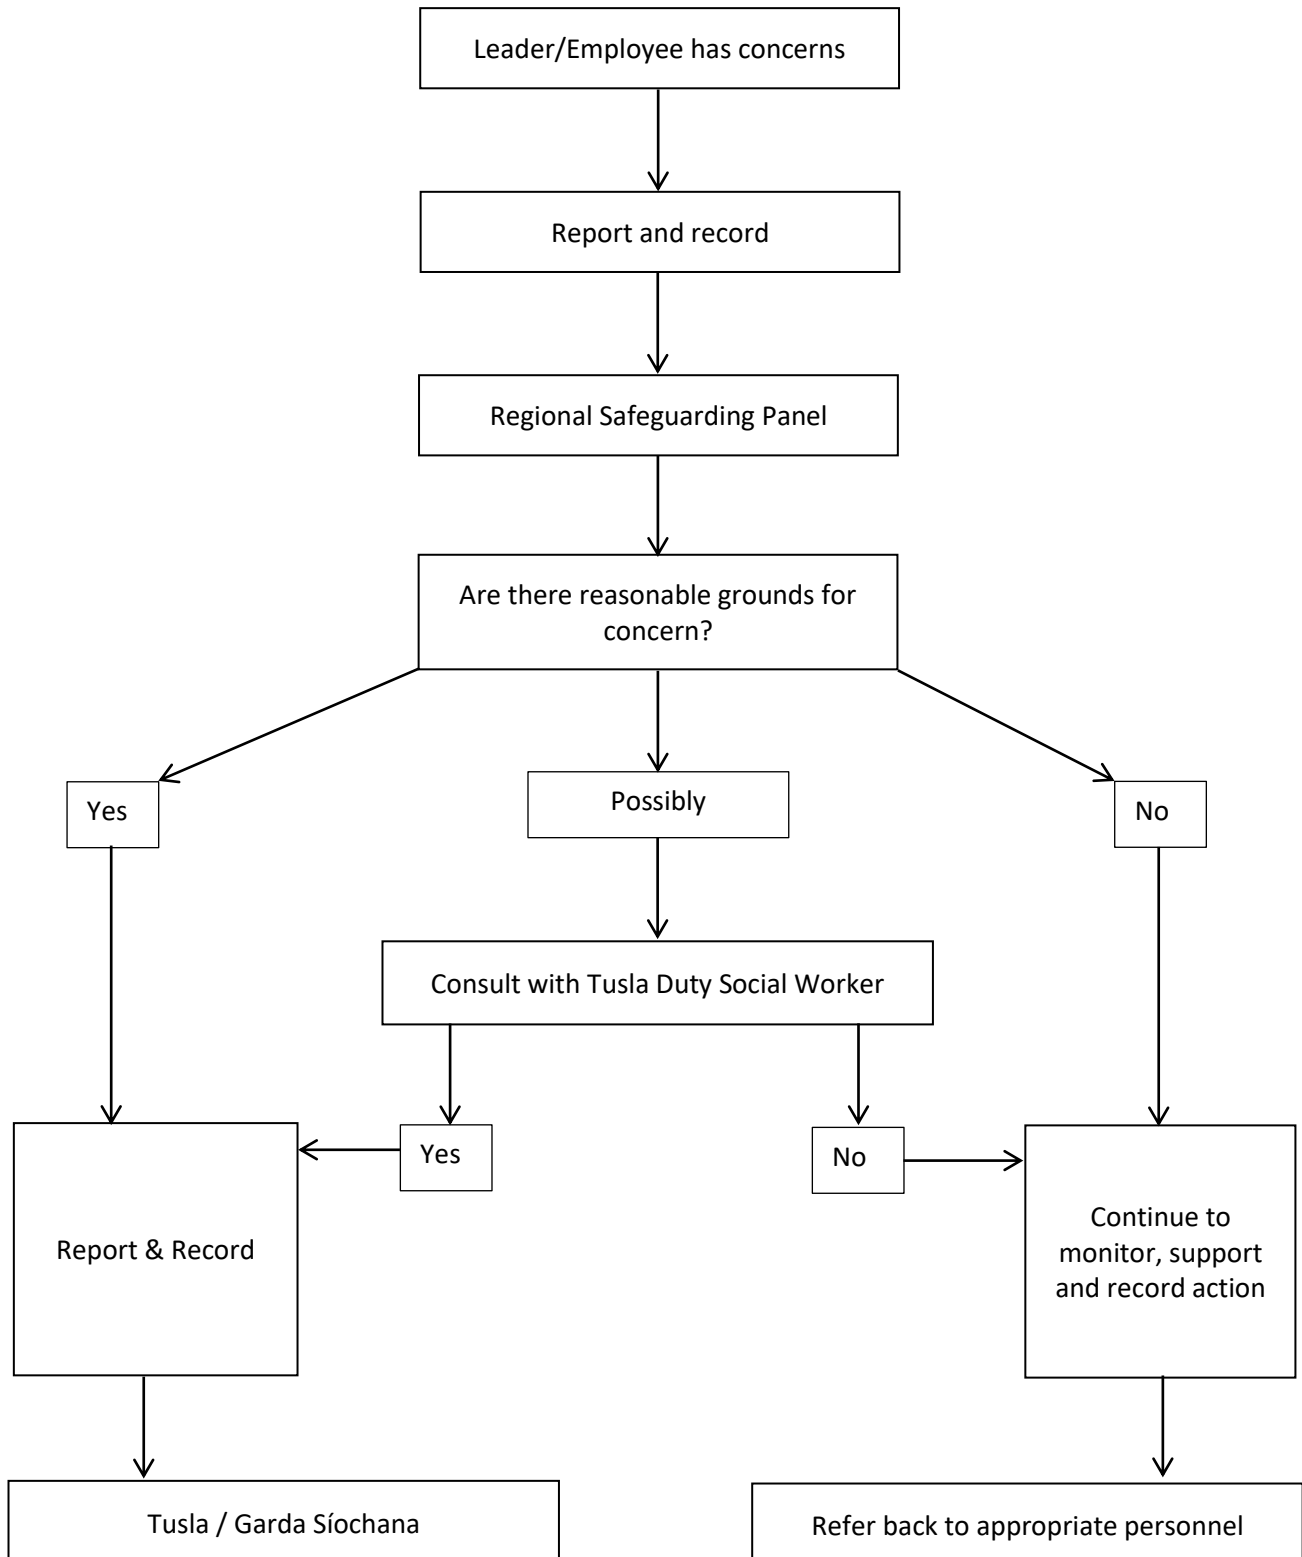 Leader/Employee has concerns
Report and record
Regional Safeguarding Panel
Are there reasonable grounds for
concern?
Yes
Possibly
No
Consult with Tusla Duty Social Worker
Yes
No
Report & Record
Continue to
monitor, support
and record action
Tusla / Garda Síochana
Refer back to appropriate personnel